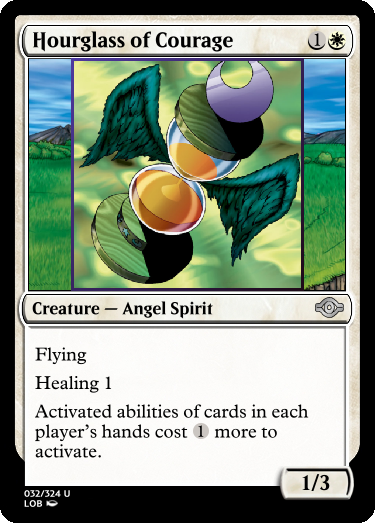 Hourglass of Courage 1
Creature — Angel Spirit
Flying
Healing 1
Activated abilities of cards in each
player's hands cost 1 more to
activate.
1/3
032/324 U
LOB